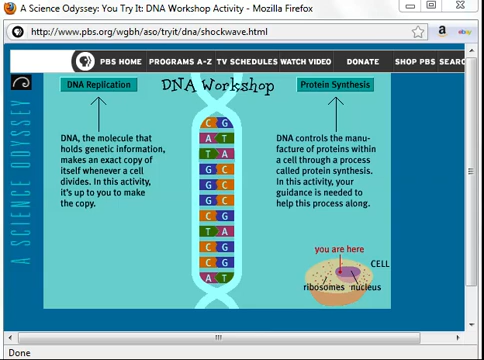 A Science Odyssey: You Try It: DNA Workshop Activity - Mozilla Firefox
http://www.pbs.org/wgbh/aso/tryit/dna/shockwave.html
PBS HOME PROGRAMS A-Z TV SCHEDULES WATCH VIDEO DONATE SHOP PBS SEARC
A SCIENCE ODYSSEY
DNA Replication
DNA Workshop
Protein Synthesis
DNA, the molecule that
holds genetic information,
makes an exact copy of
itself whenever a cell
divides. In this activity,
it's up to you to make
the copy.
C G
A T
T A
G C
G C
G C
C G
T A
C G
C G
A T
DNA controls the manu-
facture of proteins within
a cell through a process
called protein synthesis.
In this activity, your
guidance is needed to
help this process along.
you are here
CELL
ribosomes nucleus
Done